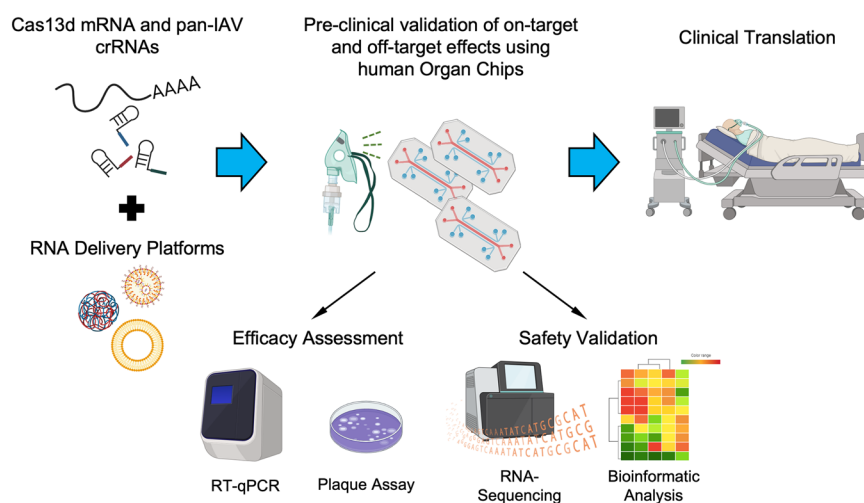 Cas13d mRNA and pan-IAV
crRNAs
Pre-clinical validation of on-target
and off-target effects using
human Organ Chips
Clinical Translation
AAAA
RNA Delivery Platforms
Efficacy Assessment
Safety Validation
Color range
RT-qPCR
Plaque Assay
RNA-
Sequencing
Bioinformatic
Analysis